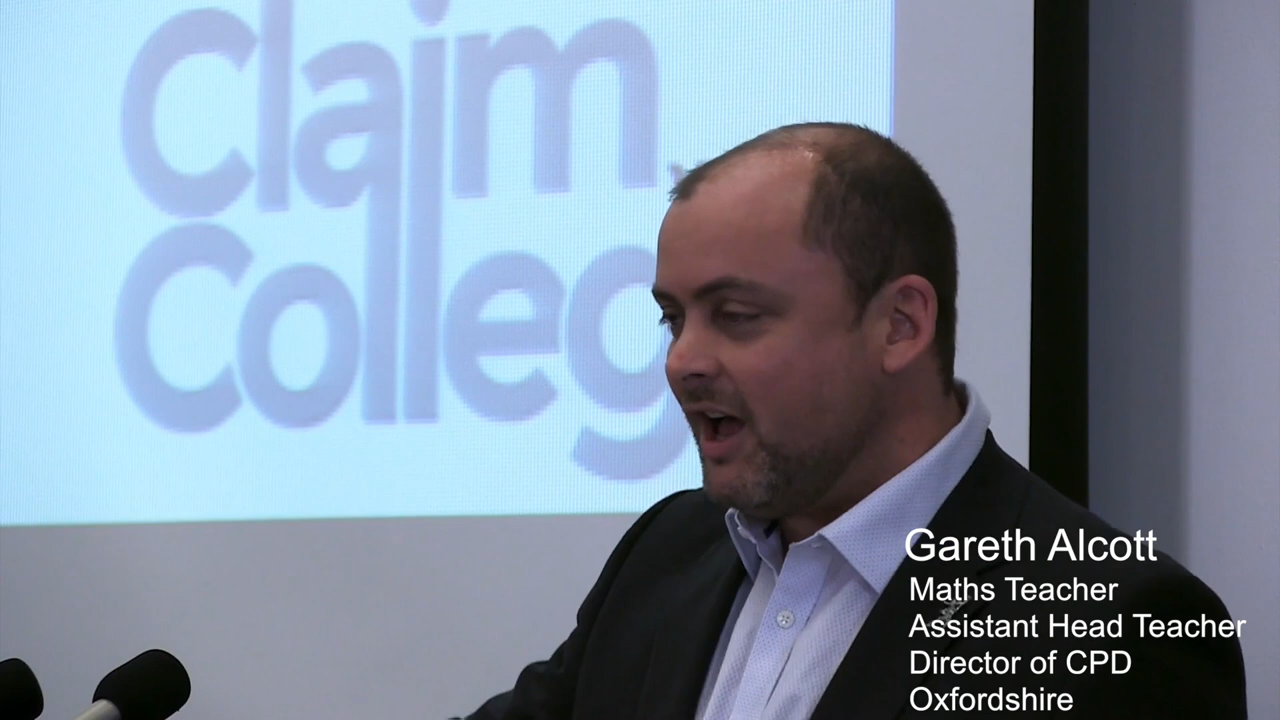 Claim
Colleg
Gareth Alcott
Maths Teacher
Assistant Head Teacher
Director of CPD
Oxfordshire